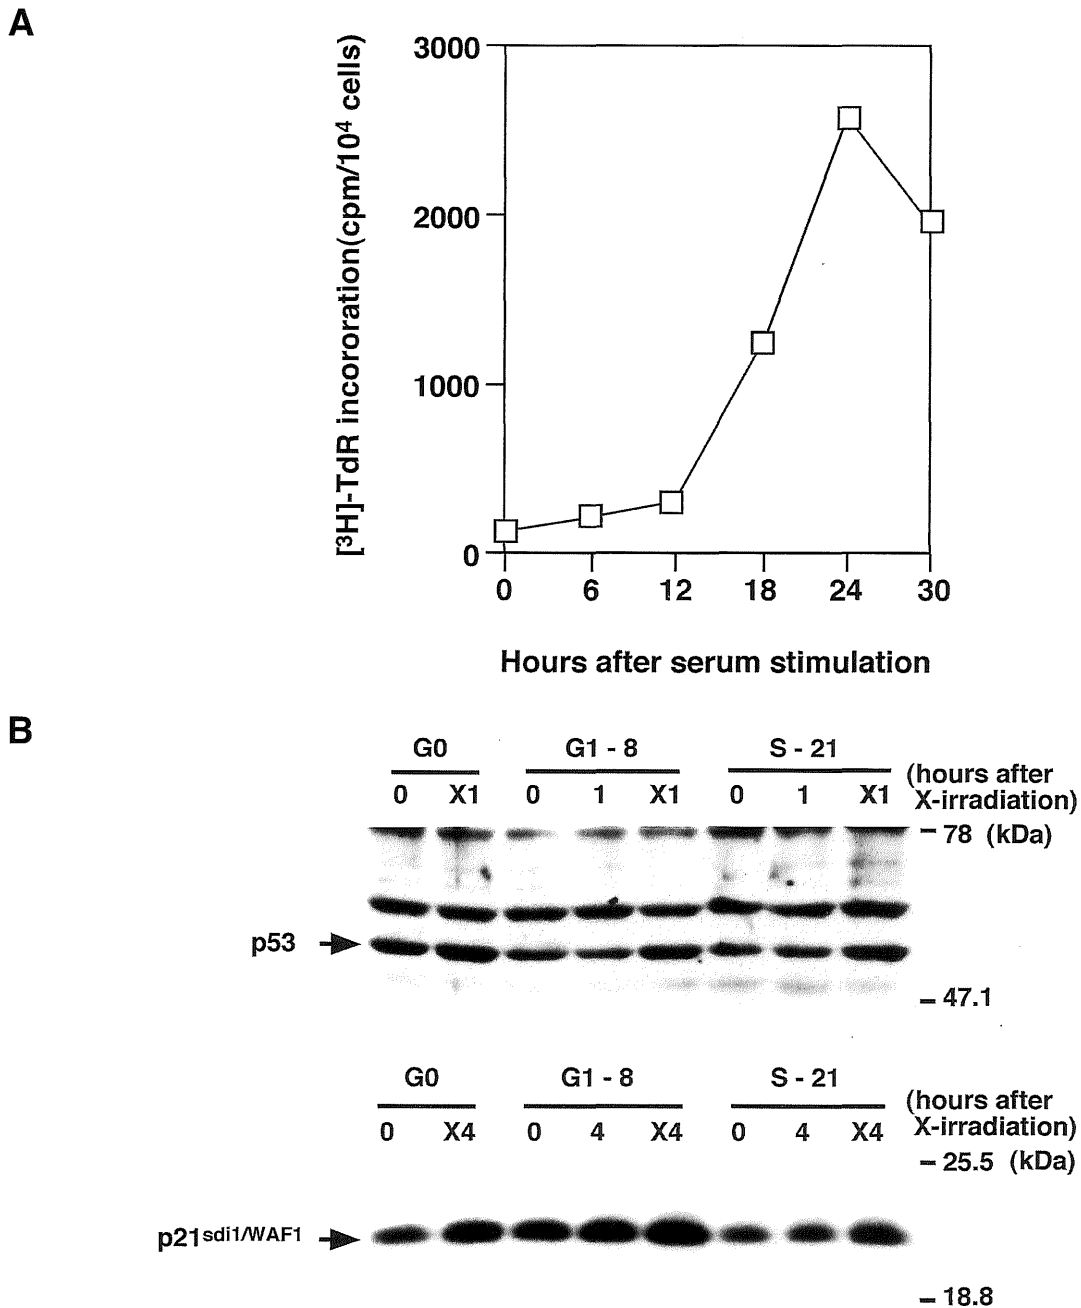 A
[³H]-TdR incororation(cpm/10⁴ cells)
3000
2000
1000
0
0 6 12 18 24 30
Hours after serum stimulation
B
G0 G1 - 8 S - 21 (hours after
0 X1 0 1 X1 0 1 X1 X-irradiation)
78 (kDa)
p53
47.1
G0 G1 - 8 S - 21 (hours after
0 X4 0 4 X4 0 4 X4 X-irradiation)
25.5 (kDa)
p21sdi1/WAF1
18.8